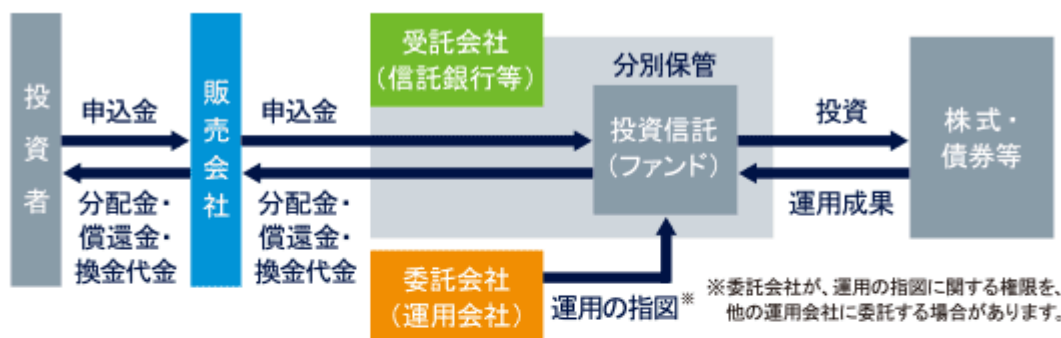 投資者
申込金
分配金・
償還金・
換金代金
販売会社
申込金
分配金・
償還金・
換金代金
受託会社
（信託銀行等）
分別保管
投資信託
（ファンド）
委託会社
（運用会社）
運用の指図※
投資
運用成果
株式・
債券等
※委託会社が、運用の指図に関する権限を、
他の運用会社に委託する場合があります。